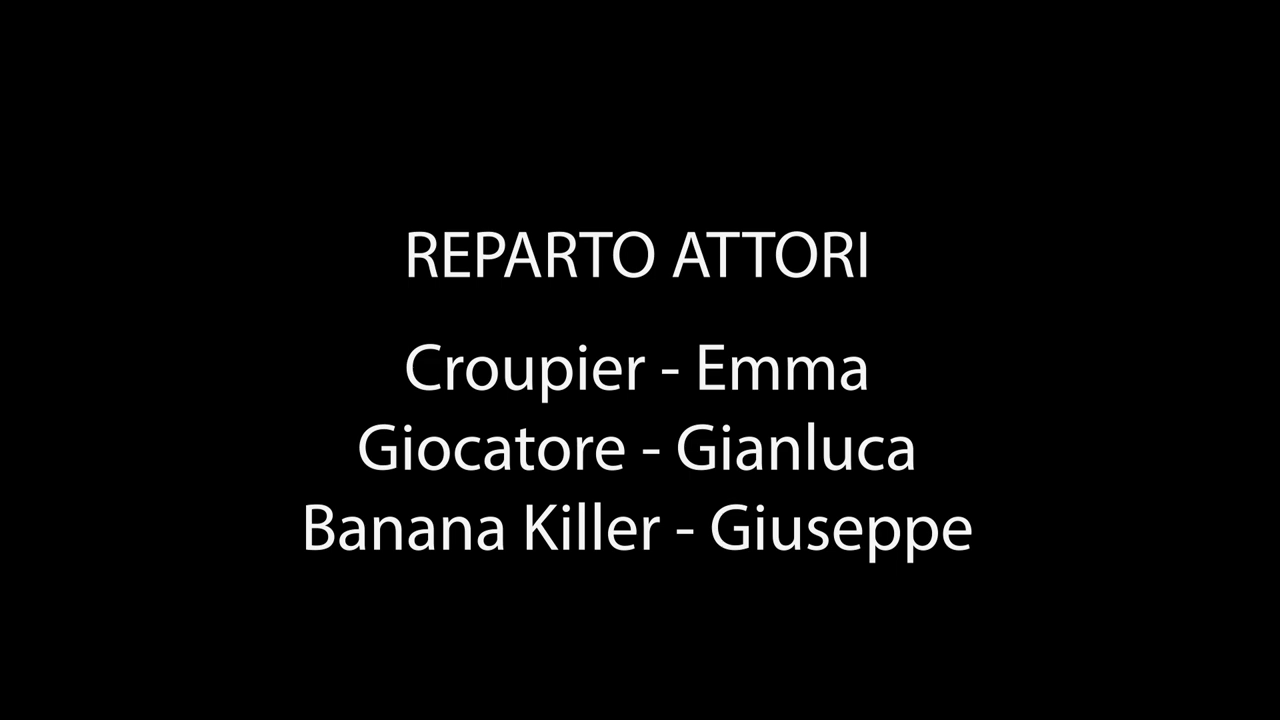 REPARTO ATTORI
Croupier - Emma
Giocatore - Gianluca
Banana Killer - Giuseppe